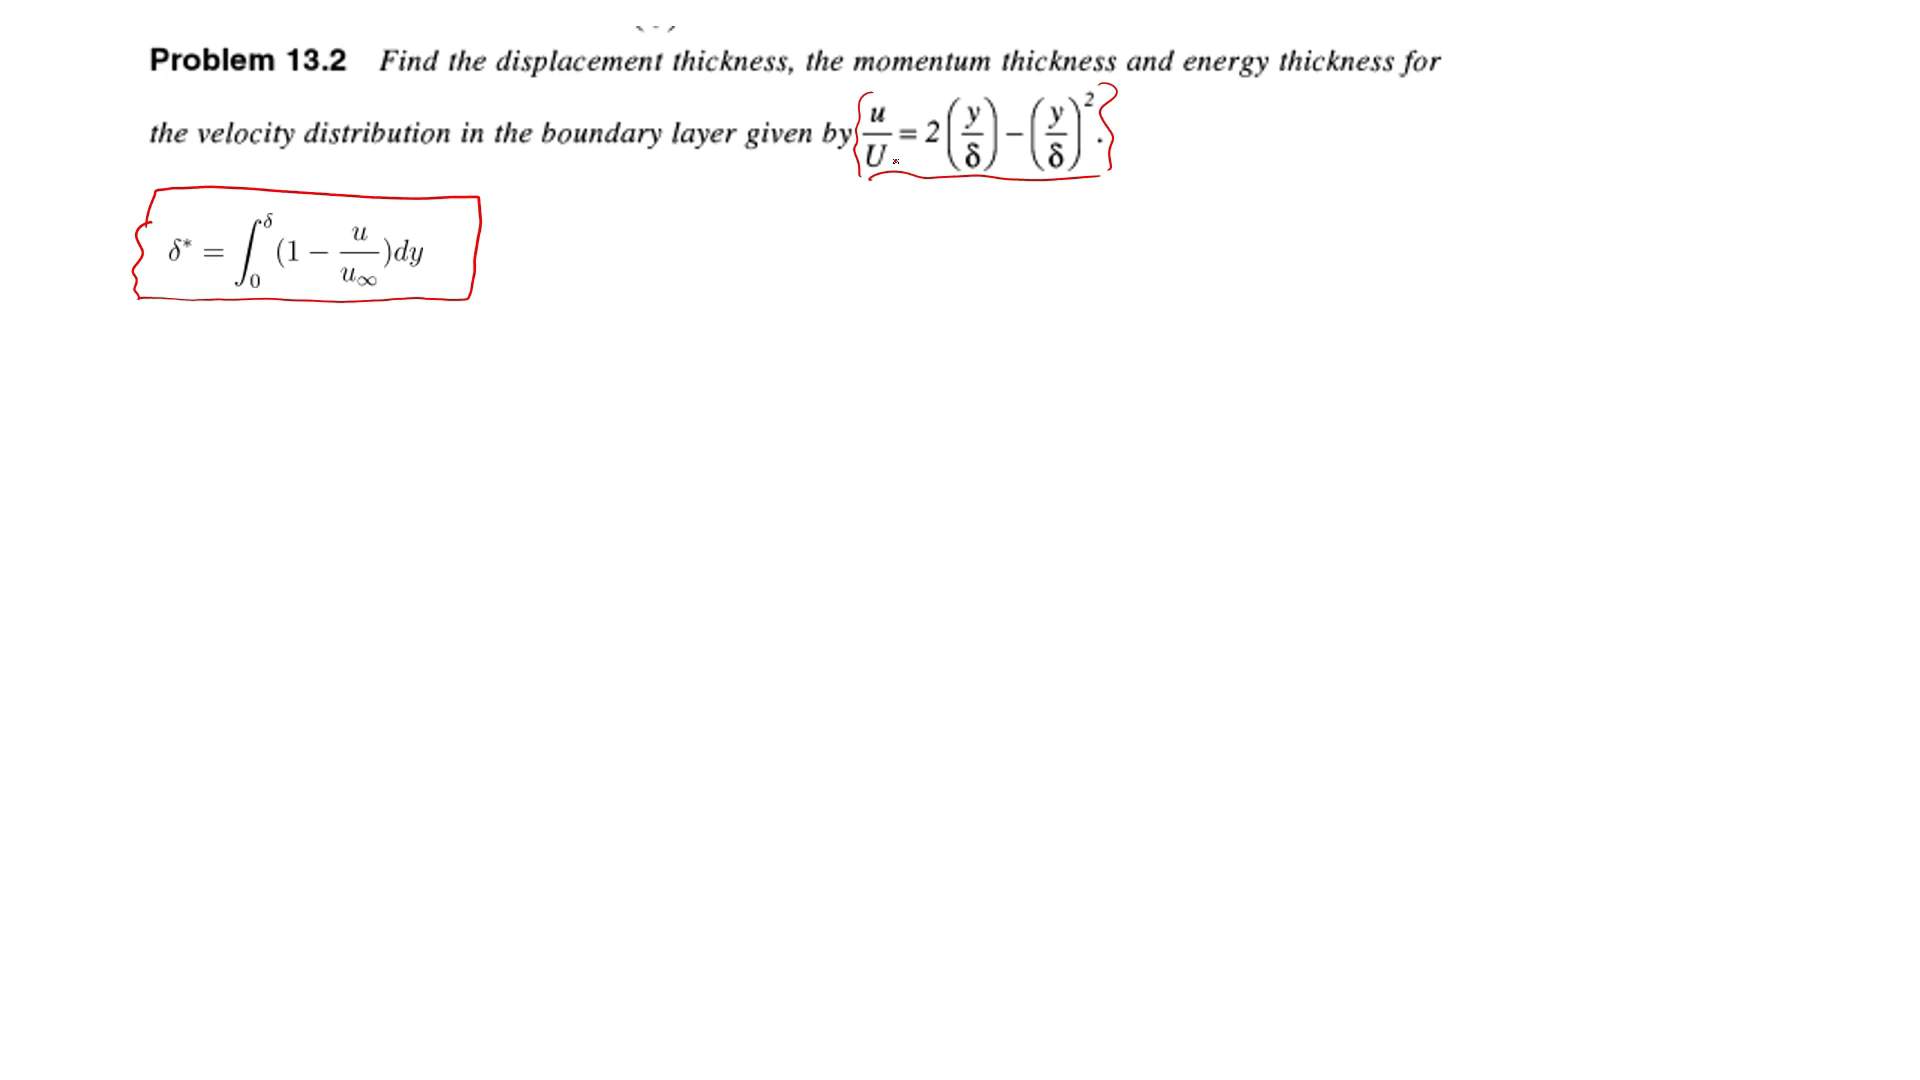 Problem 13.2 Find the displacement thickness, the momentum thickness and energy thickness for
the velocity distribution in the boundary layer given by u/U = 2(y/δ) − (y/δ)².
δ* = ∫₀^δ (1 − u/u∞)dy